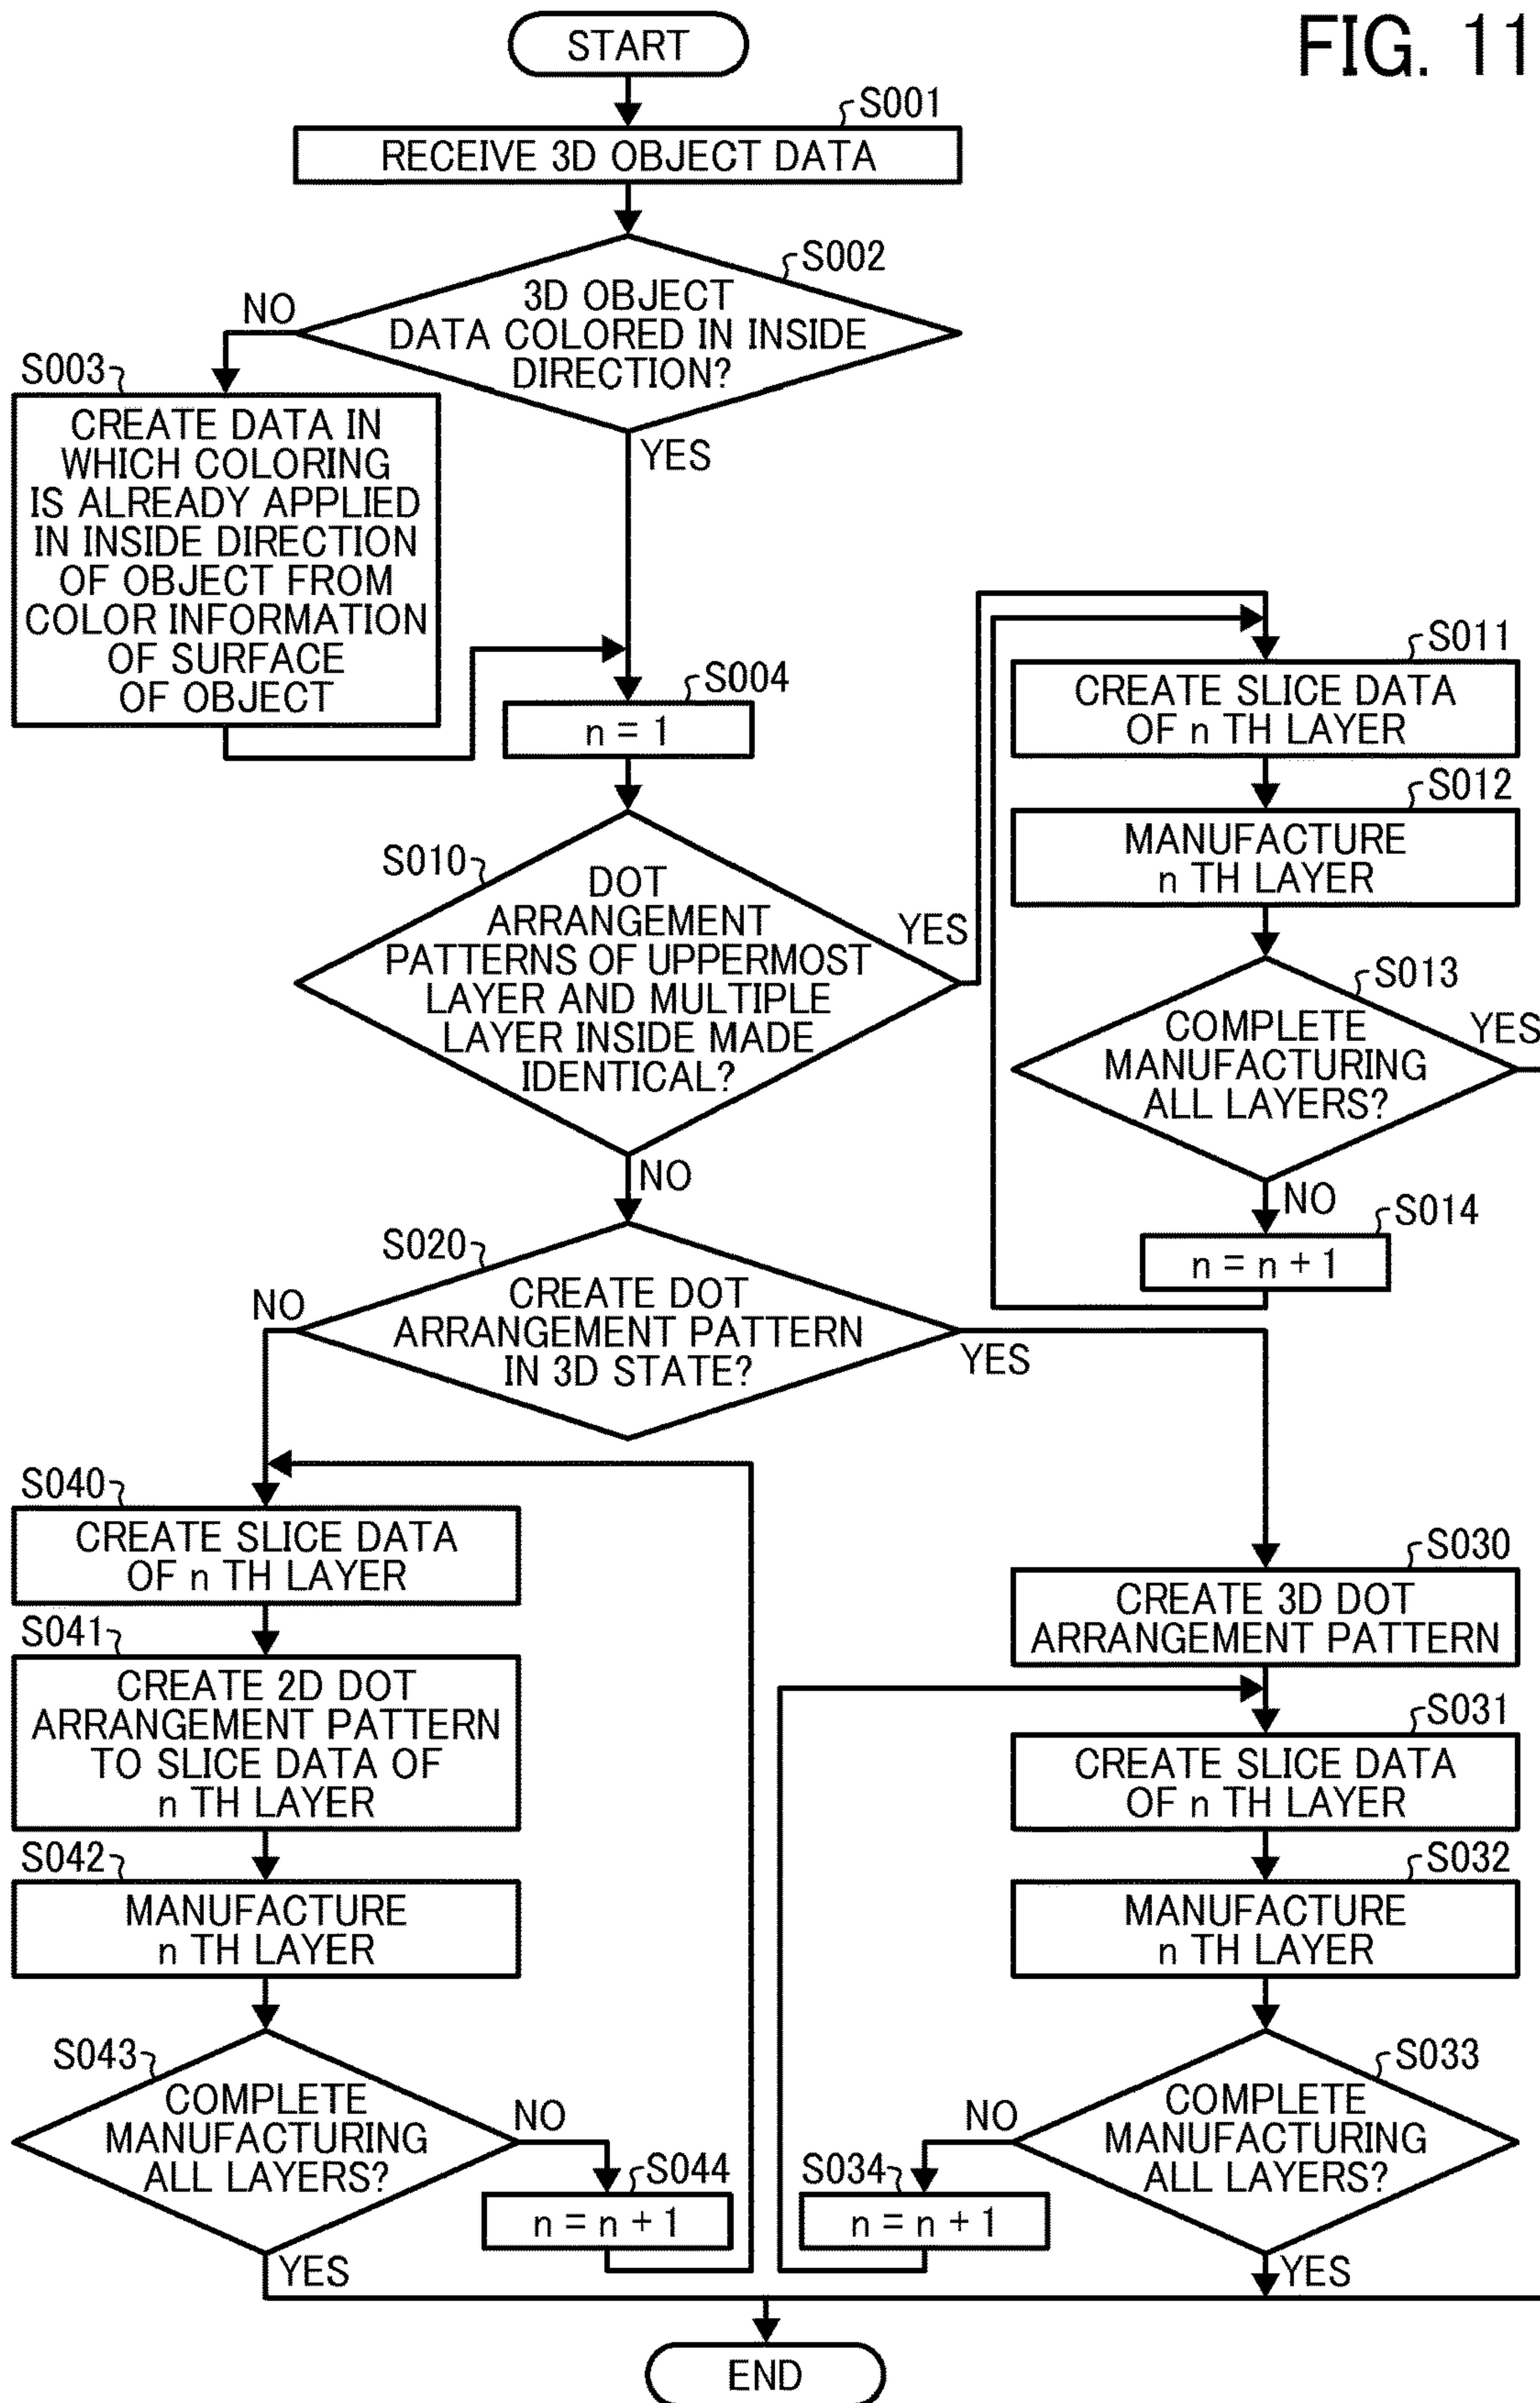 FIG. 11
START
S001
RECEIVE 3D OBJECT DATA
S002
3D OBJECT
DATA COLORED IN INSIDE
DIRECTION?
NO
YES
S003
CREATE DATA IN
WHICH COLORING
IS ALREADY APPLIED
IN INSIDE DIRECTION
OF OBJECT FROM
COLOR INFORMATION
OF SURFACE
OF OBJECT
S004
n = 1
S010
DOT
ARRANGEMENT
PATTERNS OF UPPERMOST
LAYER AND MULTIPLE
LAYER INSIDE MADE
IDENTICAL?
YES
NO
S011
CREATE SLICE DATA
OF n TH LAYER
S012
MANUFACTURE
n TH LAYER
S013
COMPLETE
MANUFACTURING
ALL LAYERS?
YES
NO
S014
n = n + 1
S020
CREATE DOT
ARRANGEMENT PATTERN
IN 3D STATE?
NO
YES
S040
CREATE SLICE DATA
OF n TH LAYER
S041
CREATE 2D DOT
ARRANGEMENT PATTERN
TO SLICE DATA OF
n TH LAYER
S042
MANUFACTURE
n TH LAYER
S043
COMPLETE
MANUFACTURING
ALL LAYERS?
NO
S044
n = n + 1
YES
S030
CREATE 3D DOT
ARRANGEMENT PATTERN
S031
CREATE SLICE DATA
OF n TH LAYER
S032
MANUFACTURE
n TH LAYER
S033
COMPLETE
MANUFACTURING
ALL LAYERS?
NO
S034
n = n + 1
YES
END